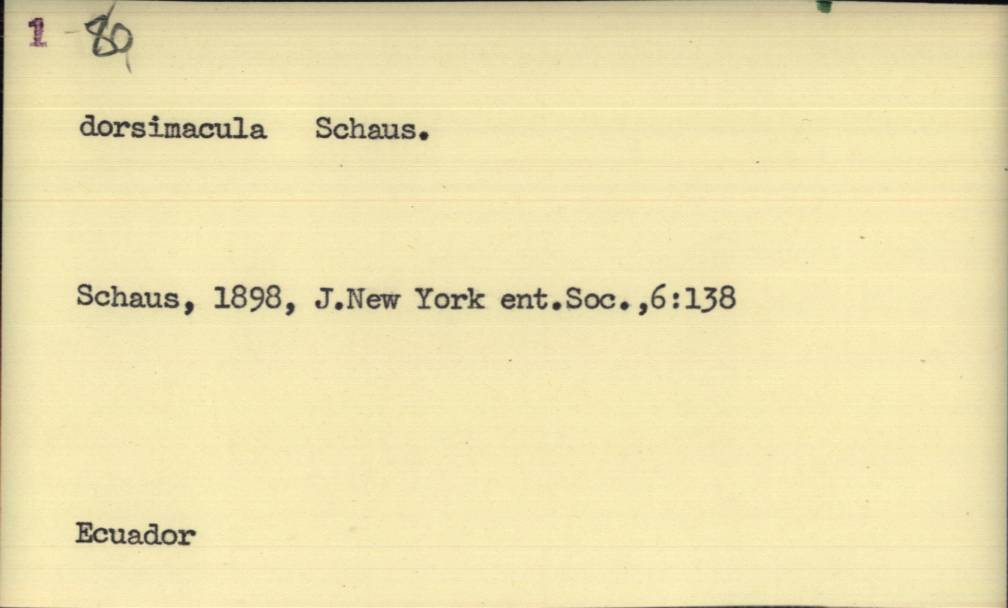 1 80
dorsimacula Schaus.
Schaus, 1898, J.New York ent.Soc.,6:138
Ecuador